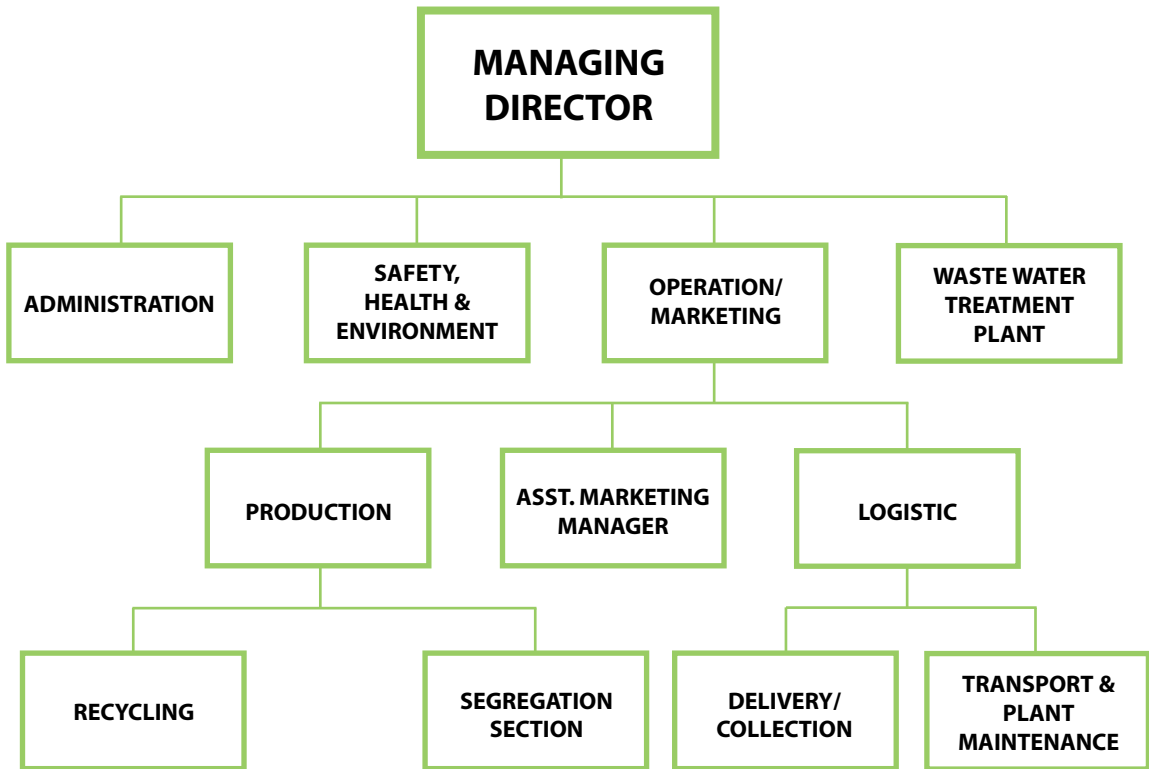 MANAGING
DIRECTOR
ADMINISTRATION
SAFETY,
HEALTH &
ENVIRONMENT
OPERATION/
MARKETING
WASTE WATER
TREATMENT
PLANT
PRODUCTION
ASST. MARKETING
MANAGER
LOGISTIC
RECYCLING
SEGREGATION
SECTION
DELIVERY/
COLLECTION
TRANSPORT &
PLANT
MAINTENANCE